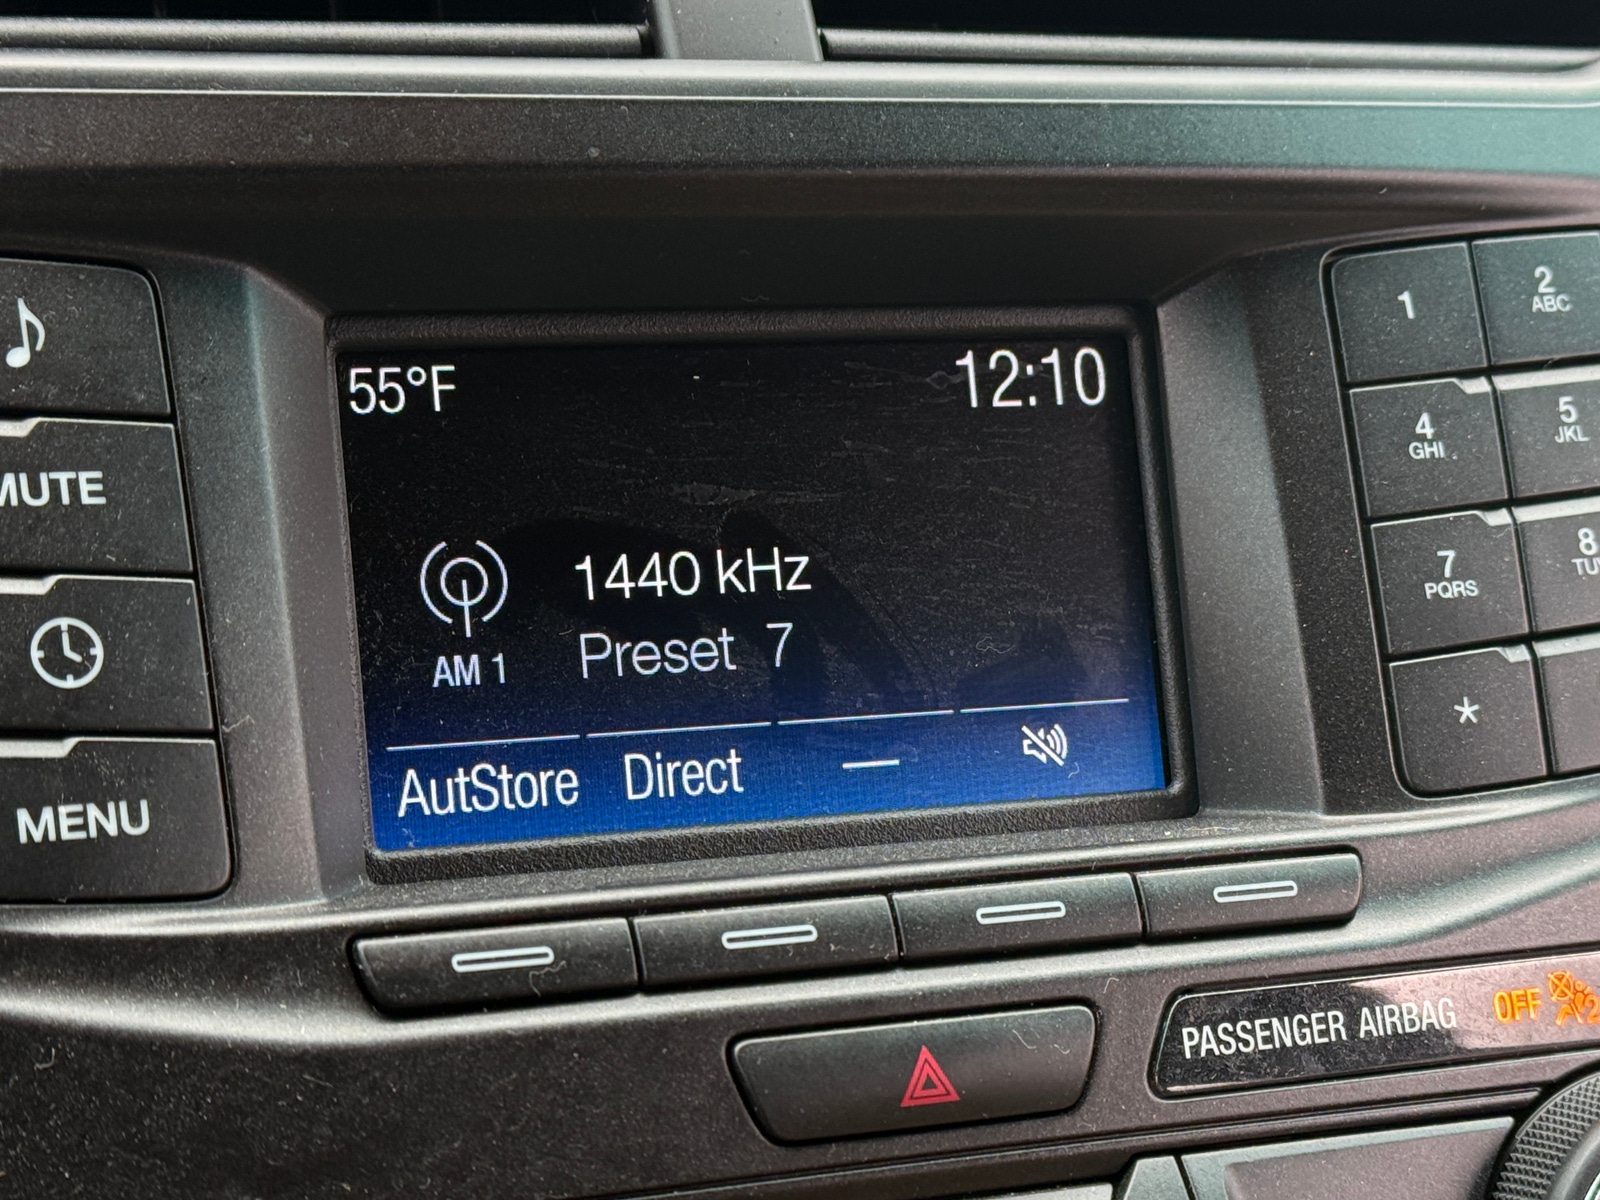 55°F
12:10
1440 kHz
Preset 7
AM 1
AutStore
Direct
MUTE
MENU
1
2
ABC
4
GHI
5
JKL
7
PQRS
8
*
PASSENGER AIRBAG
OFF
2